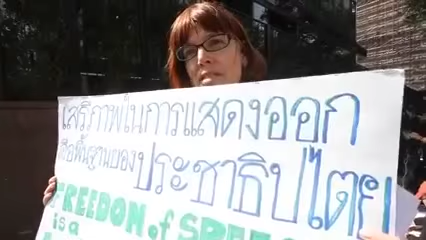 เสรีภาพในการแสดงออก
คือพื้นฐานของประชาธิปไตย
FREEDOM of SPEE
is a